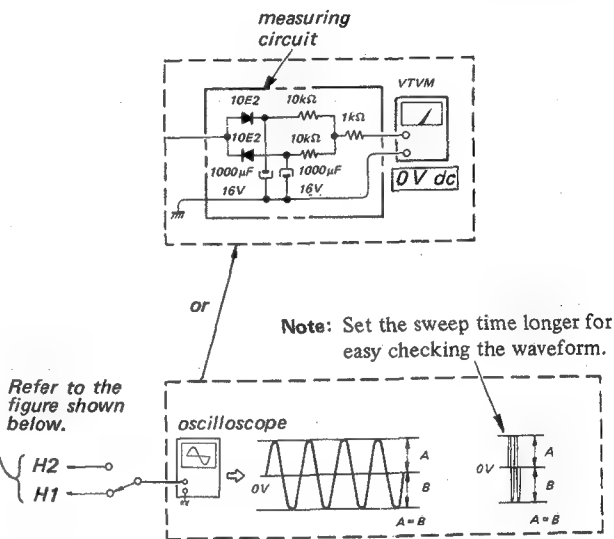 measuring
circuit
VTVM
10E2
10kΩ
1kΩ
10E2
10kΩ
1000μF
1000μF
16V
16V
0V dc
or
Note: Set the sweep time longer for
easy checking the waveform.
Refer to the
figure shown
below.
oscilloscope
H2
H1
0V
A
B
A≈B
0V
A
B
A≈B